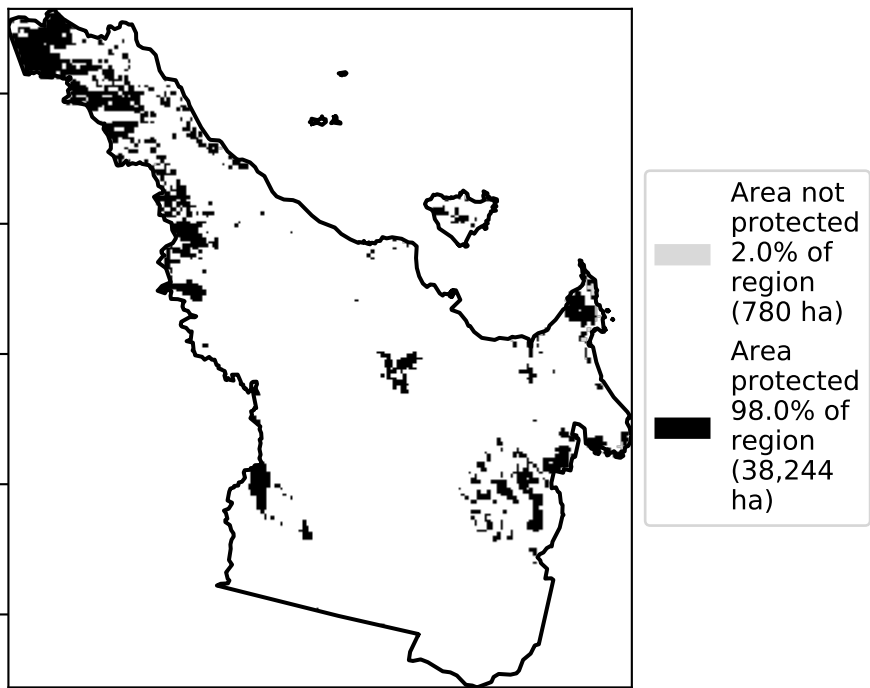 Area not
protected
2.0% of
region
(780 ha)
Area
protected
98.0% of
region
(38,244
ha)